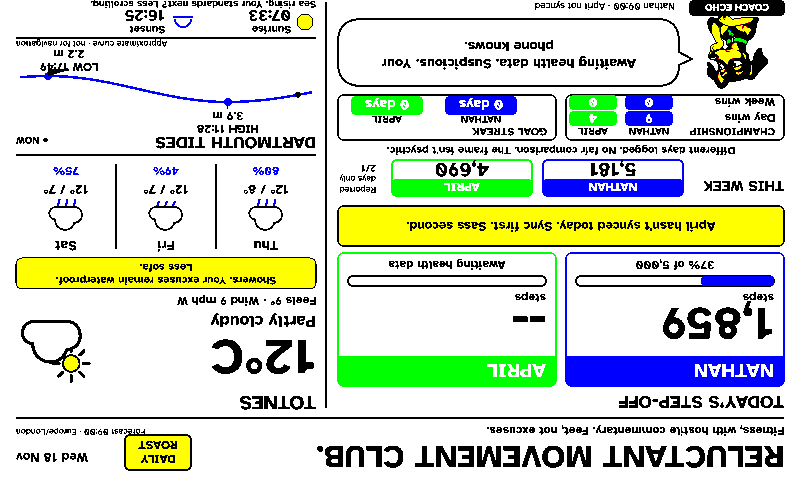 RELUCTANT MOVEMENT CLUB.
Fitness, with hostile commentary. Feet, not excuses.
DAILY
ROAST
Wed 18 Nov
Forecast 09:00 · Europe/London
TODAY'S STEP-OFF
NATHAN
1,859
steps
37% of 5,000
APRIL
--
steps
Awaiting health data
April hasn't synced today. Sync first. Sass second.
THIS WEEK
NATHAN
5,181
APRIL
4,690
Reported
days only
2/1
Different days logged. No fair comparison. The frame isn't psychic.
CHAMPIONSHIP
NATHAN APRIL
Day wins 9 4
Week wins 0 0
GOAL STREAK
NATHAN APRIL
0 days 0 days
Awaiting health data. Suspicious. Your
phone knows.
COACH ECHO
Nathan 09:00 · April not synced
TOTNES
12°C
Partly cloudy
Feels 9° · Wind 9 mph W
Showers. Your excuses remain waterproof.
Less sofa.
Thu
12° / 8°
80%
Fri
12° / 7°
49%
Sat
12° / 7°
75%
DARTMOUTH TIDES
• NOW
HIGH 11:28
3.9 m
LOW 17:49
2.2 m
Approximate curve · not for navigation
Sunrise
07:33
Sunset
16:25
Sea rising. Your standards next? Less scrolling.